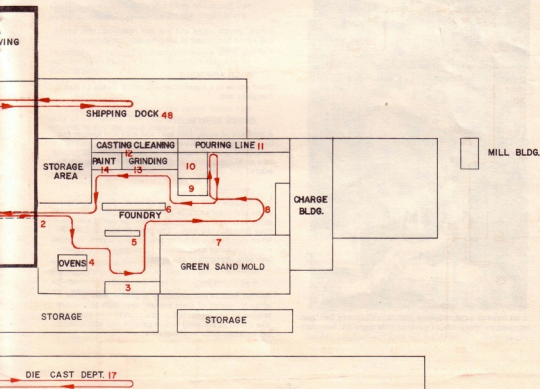 VING
SHIPPING DOCK 48
CASTING CLEANING
12
POURING LINE 11
STORAGE
AREA
PAINT
14
GRINDING
13
10
9
MILL BLDG.
CHARGE
BLDG.
6
FOUNDRY
8
2
5
7
OVENS 4
GREEN SAND MOLD
3
STORAGE
STORAGE
DIE CAST DEPT. 17